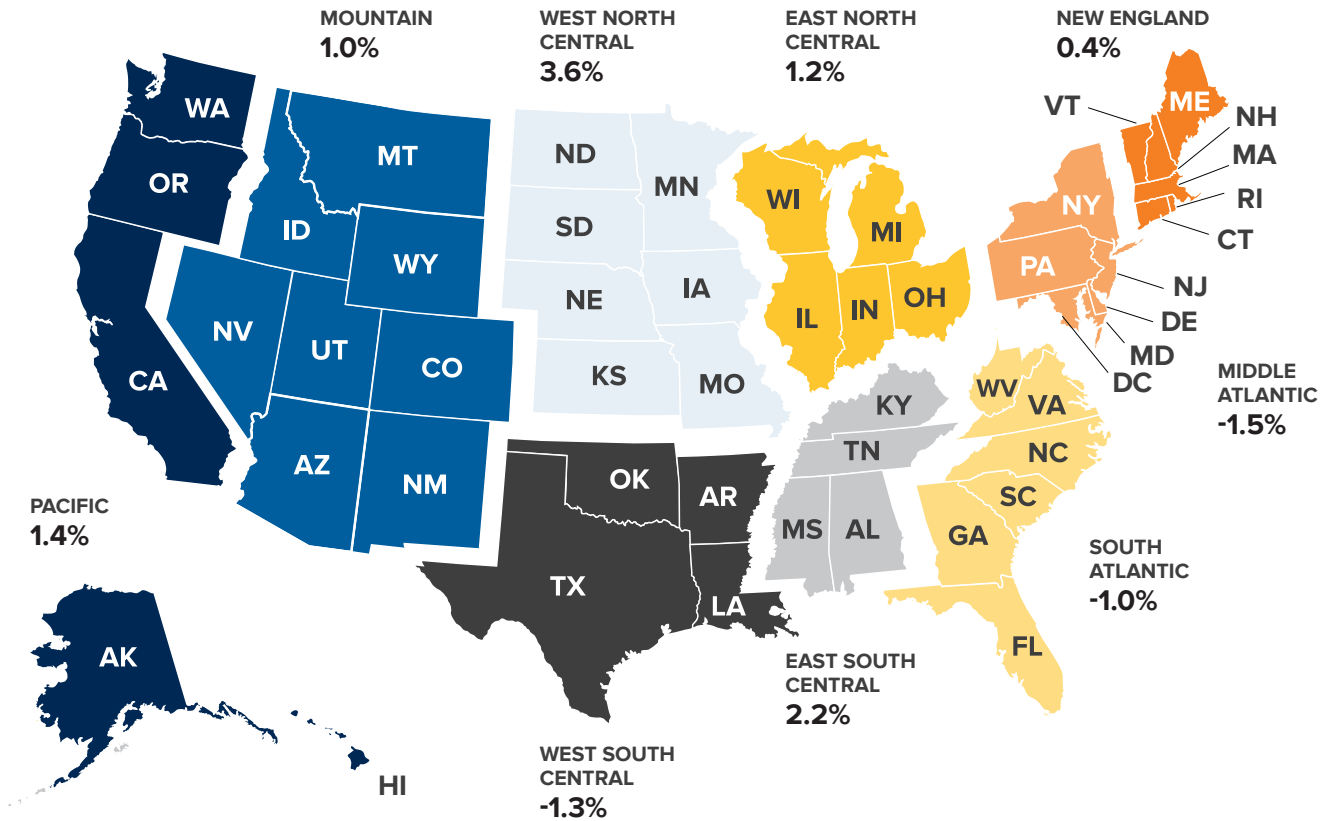 MOUNTAIN
1.0%
WEST NORTH
CENTRAL
3.6%
EAST NORTH
CENTRAL
1.2%
NEW ENGLAND
0.4%
WA
OR
CA
MT
ID
WY
NV
UT
CO
AZ
NM
ND
SD
NE
KS
MN
IA
MO
WI
MI
IL
IN
OH
VT
ME
NH
MA
RI
CT
NY
PA
NJ
DE
MD
DC
MIDDLE
ATLANTIC
-1.5%
KY
TN
MS
AL
WV
VA
NC
SC
GA
FL
SOUTH
ATLANTIC
-1.0%
OK
AR
TX
LA
PACIFIC
1.4%
AK
HI
EAST SOUTH
CENTRAL
2.2%
WEST SOUTH
CENTRAL
-1.3%